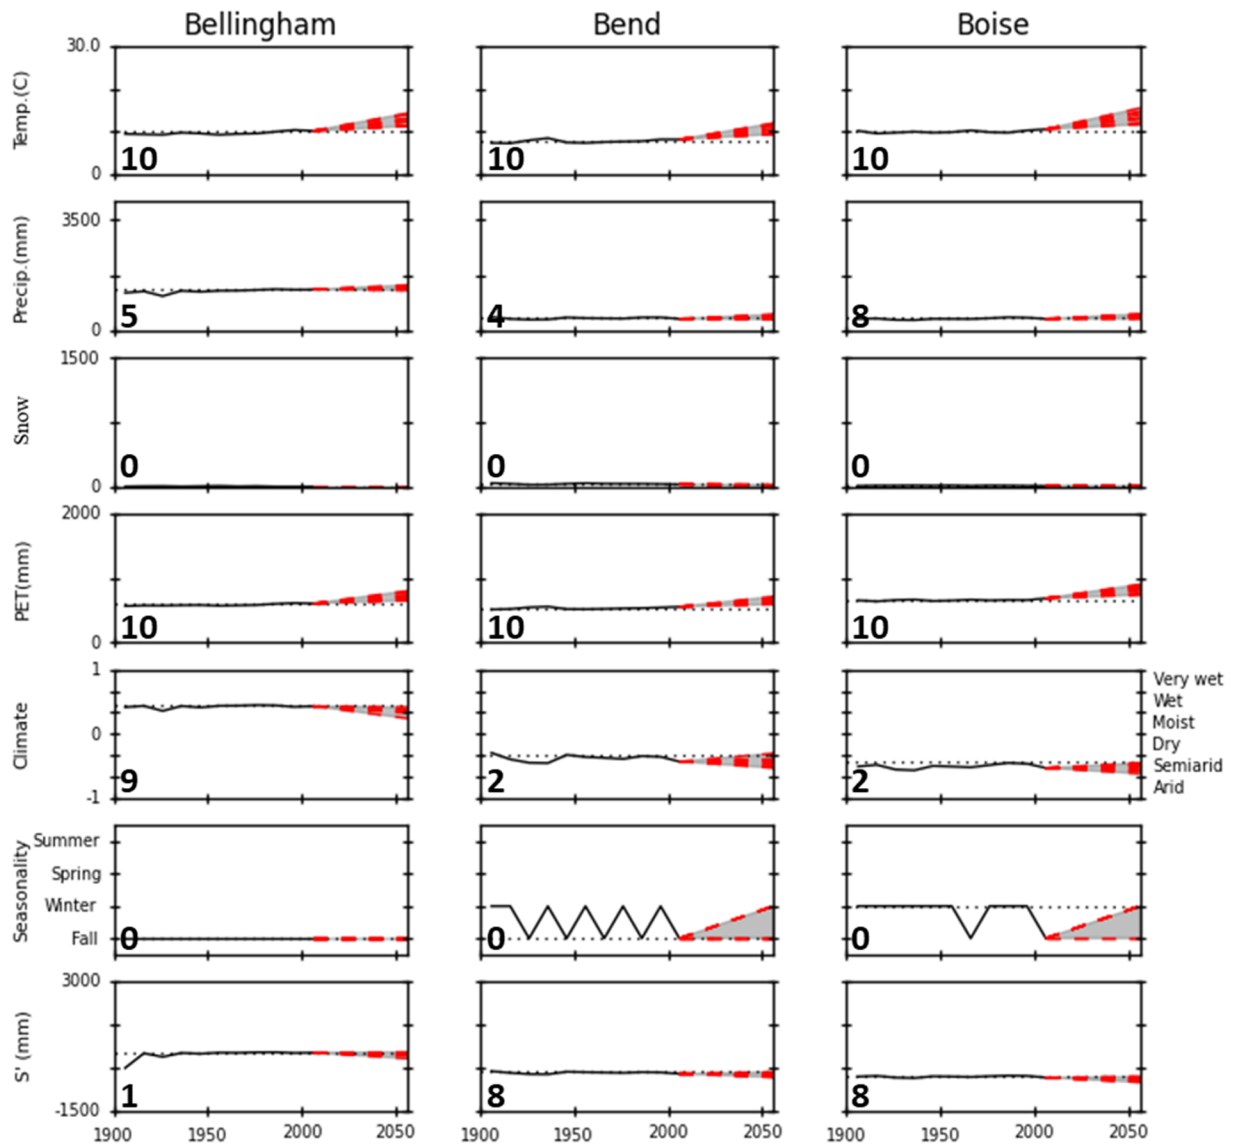 Bellingham Bend Boise
30.0
Temp.(C)
0
10 10 10
3500
Precip.(mm)
0
5 4 8
1500
Snow
0
0 0 0
2000
PET(mm)
0
10 10 10
1
Climate
0
-1
9 2 2
Very wet
Wet
Moist
Dry
Semiarid
Arid
Seasonality
Summer
Spring
Winter
Fall
0 0 0
3000
S' (mm)
-1500
1 8 8
1900 1950 2000 2050 1900 1950 2000 2050 1900 1950 2000 2050